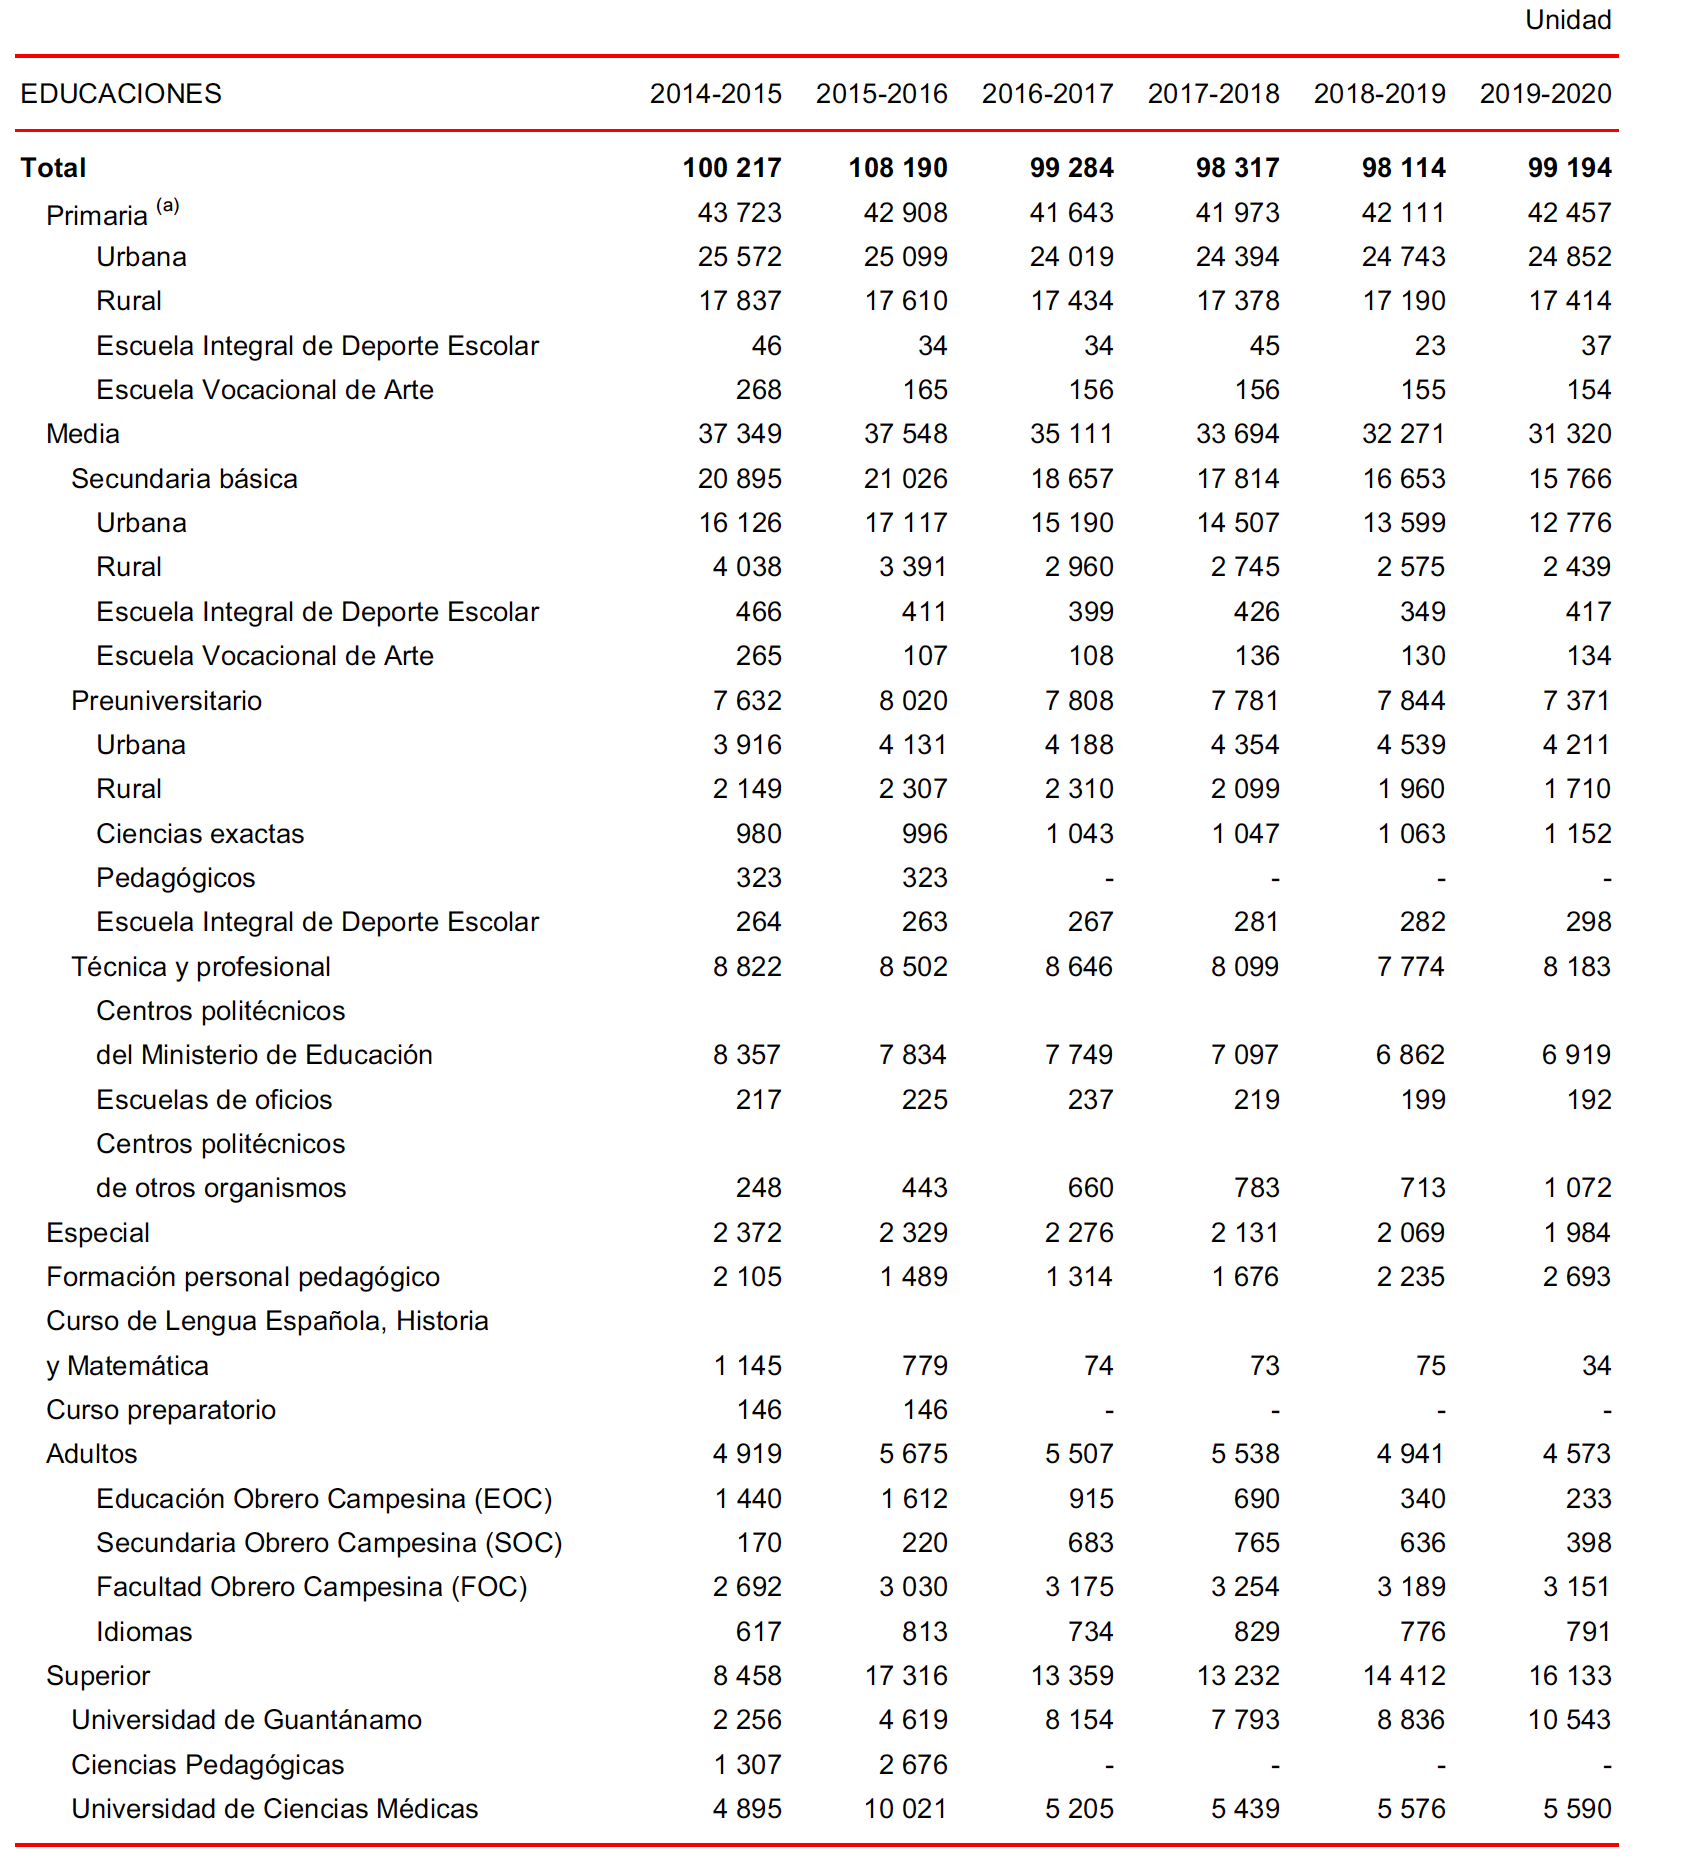 Unidad
EDUCACIONES 2014-2015 2015-2016 2016-2017 2017-2018 2018-2019 2019-2020
Total 100 217 108 190 99 284 98 317 98 114 99 194
Primaria (a) 43 723 42 908 41 643 41 973 42 111 42 457
Urbana 25 572 25 099 24 019 24 394 24 743 24 852
Rural 17 837 17 610 17 434 17 378 17 190 17 414
Escuela Integral de Deporte Escolar 46 34 34 45 23 37
Escuela Vocacional de Arte 268 165 156 156 155 154
Media 37 349 37 548 35 111 33 694 32 271 31 320
Secundaria básica 20 895 21 026 18 657 17 814 16 653 15 766
Urbana 16 126 17 117 15 190 14 507 13 599 12 776
Rural 4 038 3 391 2 960 2 745 2 575 2 439
Escuela Integral de Deporte Escolar 466 411 399 426 349 417
Escuela Vocacional de Arte 265 107 108 136 130 134
Preuniversitario 7 632 8 020 7 808 7 781 7 844 7 371
Urbana 3 916 4 131 4 188 4 354 4 539 4 211
Rural 2 149 2 307 2 310 2 099 1 960 1 710
Ciencias exactas 980 996 1 043 1 047 1 063 1 152
Pedagógicos 323 323 - - - -
Escuela Integral de Deporte Escolar 264 263 267 281 282 298
Técnica y profesional 8 822 8 502 8 646 8 099 7 774 8 183
Centros politécnicos
del Ministerio de Educación 8 357 7 834 7 749 7 097 6 862 6 919
Escuelas de oficios 217 225 237 219 199 192
Centros politécnicos
de otros organismos 248 443 660 783 713 1 072
Especial 2 372 2 329 2 276 2 131 2 069 1 984
Formación personal pedagógico 2 105 1 489 1 314 1 676 2 235 2 693
Curso de Lengua Española, Historia
y Matemática 1 145 779 74 73 75 34
Curso preparatorio 146 146 - - - -
Adultos 4 919 5 675 5 507 5 538 4 941 4 573
Educación Obrero Campesina (EOC) 1 440 1 612 915 690 340 233
Secundaria Obrero Campesina (SOC) 170 220 683 765 636 398
Facultad Obrero Campesina (FOC) 2 692 3 030 3 175 3 254 3 189 3 151
Idiomas 617 813 734 829 776 791
Superior 8 458 17 316 13 359 13 232 14 412 16 133
Universidad de Guantánamo 2 256 4 619 8 154 7 793 8 836 10 543
Ciencias Pedagógicas 1 307 2 676 - - - -
Universidad de Ciencias Médicas 4 895 10 021 5 205 5 439 5 576 5 590